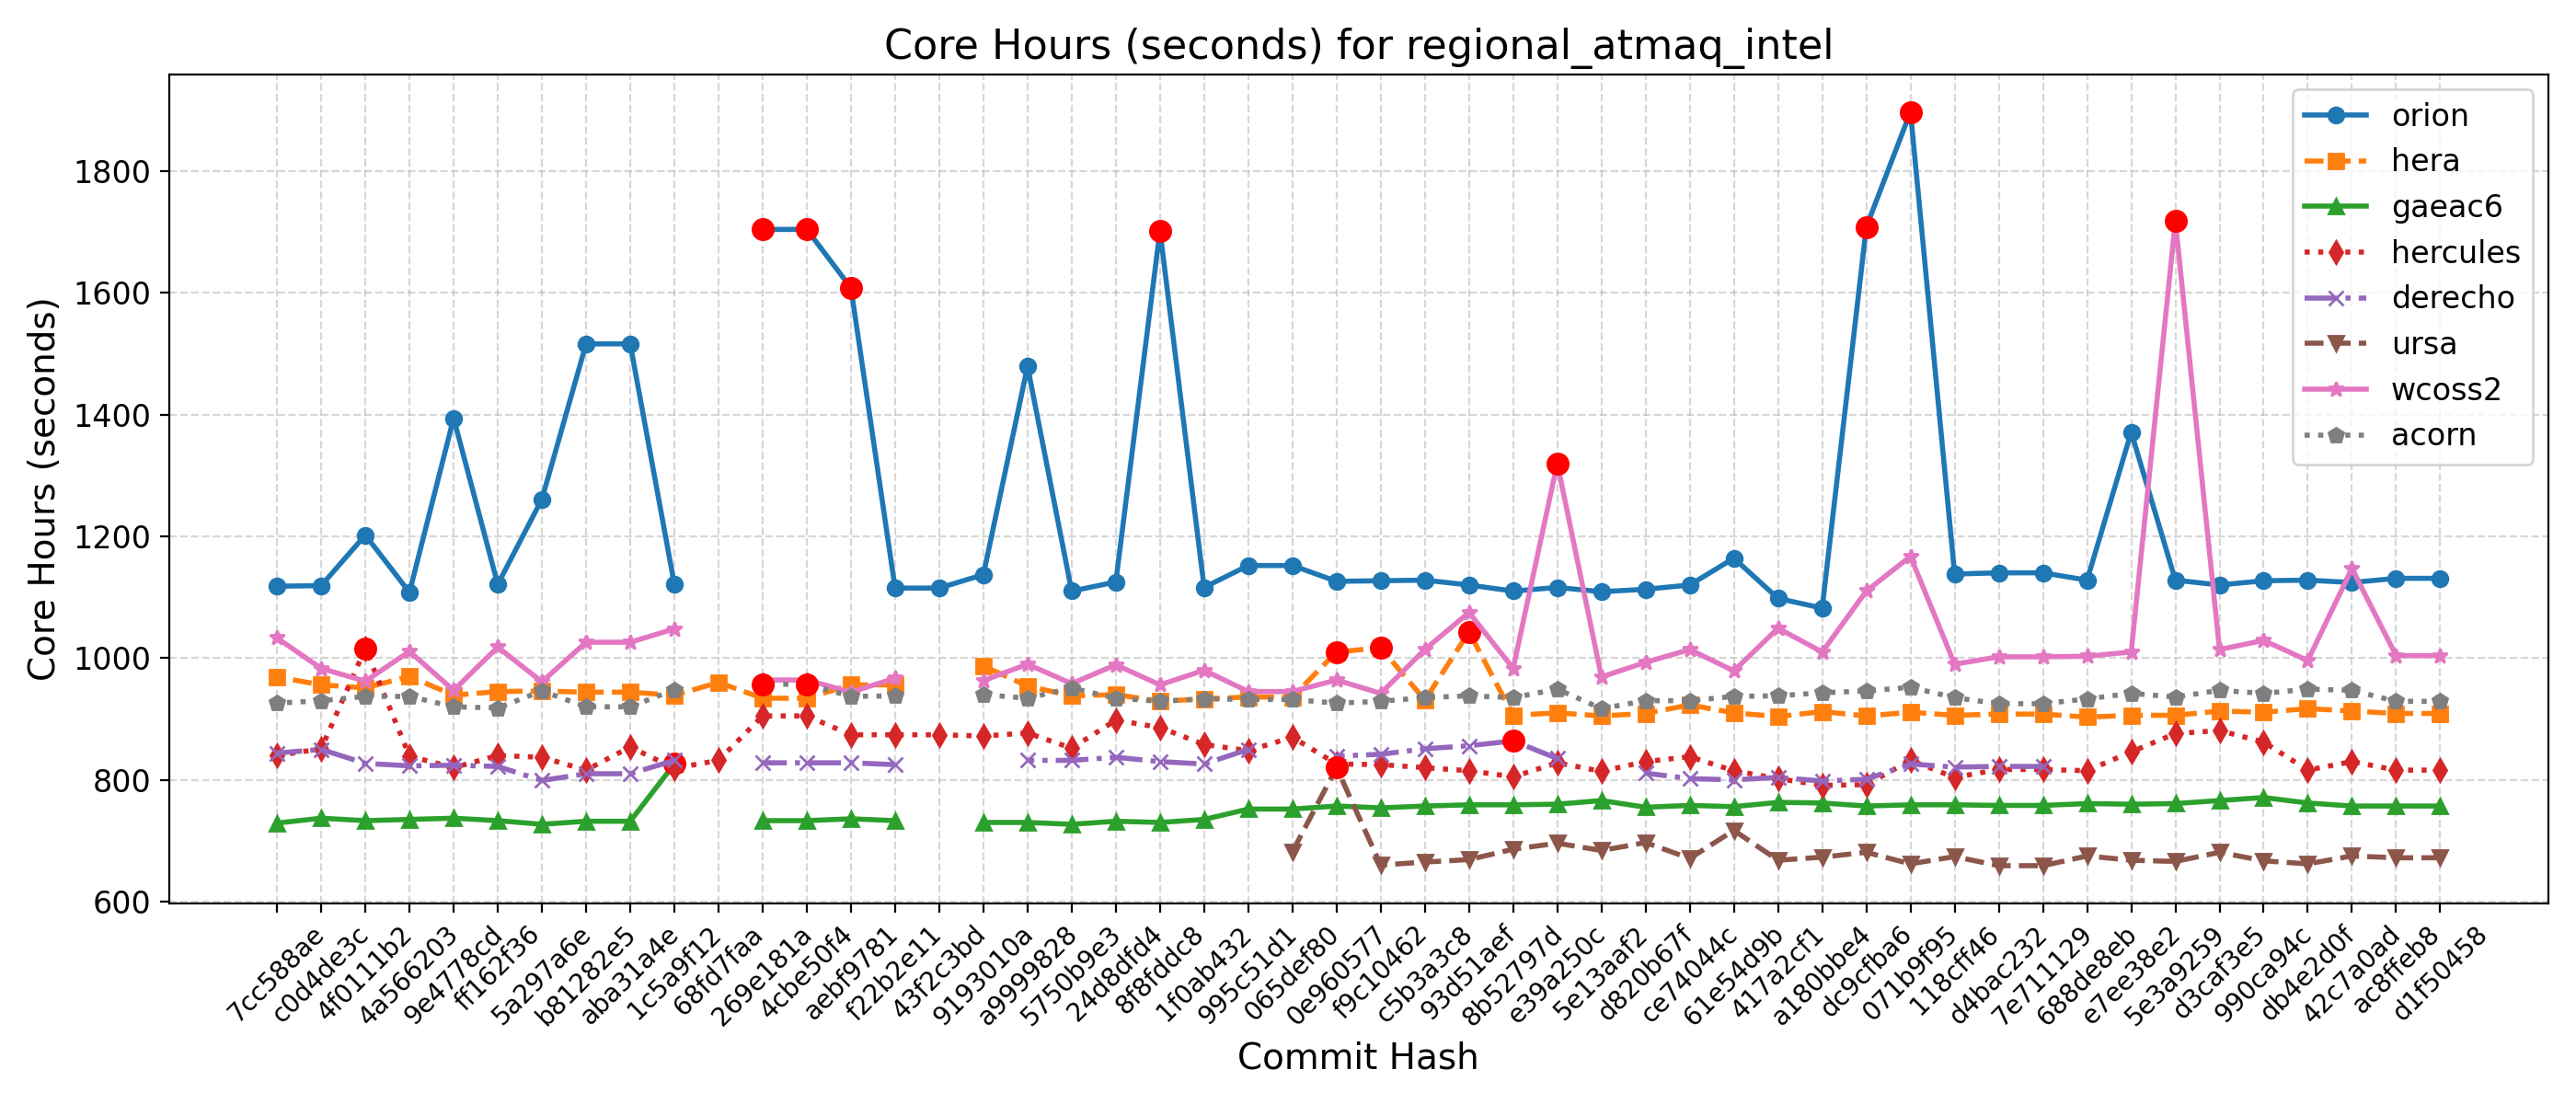 Core Hours (seconds) for regional_atmaq_intel
Core Hours (seconds)
1800
1600
1400
1200
1000
800
600
orion
hera
gaeac6
hercules
derecho
ursa
wcoss2
acorn
7cc588ae
c0d4de3c
4f0111b2
4a566203
9e4778cd
ff162f36
5a297a6e
b81282e5
aba31a4e
1c5a9f12
68fd7faa
269e181a
4cbe50f4
aebf9781
f22b2e11
43f2c3bd
9193010a
a9999828
5750b9e3
24d8dfd4
8f8fddc8
1f0ab432
995c51d1
065def80
0e960577
f9c10462
c5b3a3c8
93d51aef
8b52797d
e39a250c
5e13aaf2
d820b67f
ce74044c
61e54d9b
417a2cf1
a180bbe4
dc9cfba6
071b9f95
118cff46
d4bac232
7e711129
688de8eb
e7ee38e2
5e3a9259
d3caf3e5
990ca94c
db4e2d0f
42c7a0ad
ac8ffeb8
d1f50458
Commit Hash